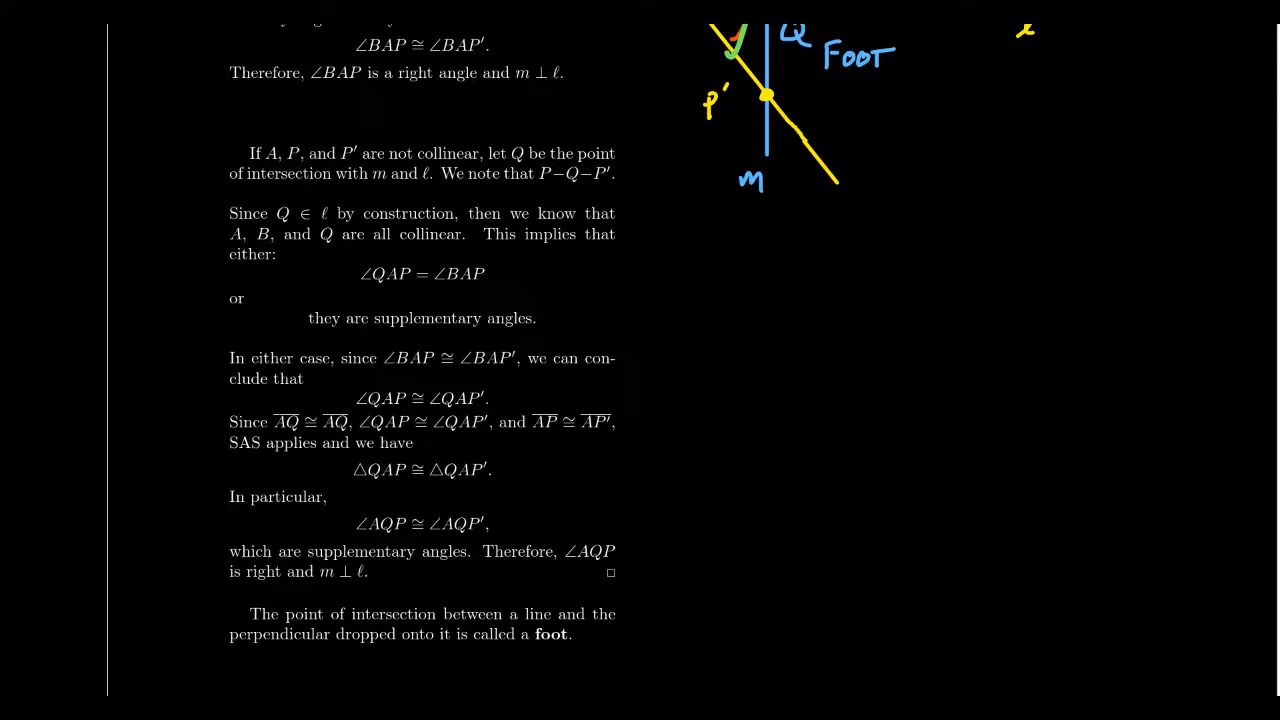 ∠BAP ≅ ∠BAP′.
Therefore, ∠BAP is a right angle and m ⊥ ℓ.
If A, P, and P′ are not collinear, let Q be the point
of intersection with m and ℓ. We note that P−Q−P′.
Since Q ∈ ℓ by construction, then we know that
A, B, and Q are all collinear. This implies that
either:
∠QAP = ∠BAP
or
they are supplementary angles.
In either case, since ∠BAP ≅ ∠BAP′, we can con-
clude that
∠QAP ≅ ∠QAP′.
Since A̅Q̅ ≅ A̅Q̅, ∠QAP ≅ ∠QAP′, and A̅P̅ ≅ A̅P̅′̅,
SAS applies and we have
△QAP ≅ △QAP′.
In particular,
∠AQP ≅ ∠AQP′,
which are supplementary angles. Therefore, ∠AQP
is right and m ⊥ ℓ. □
The point of intersection between a line and the
perpendicular dropped onto it is called a foot.
Q
ℓ
FOOT
P′
m